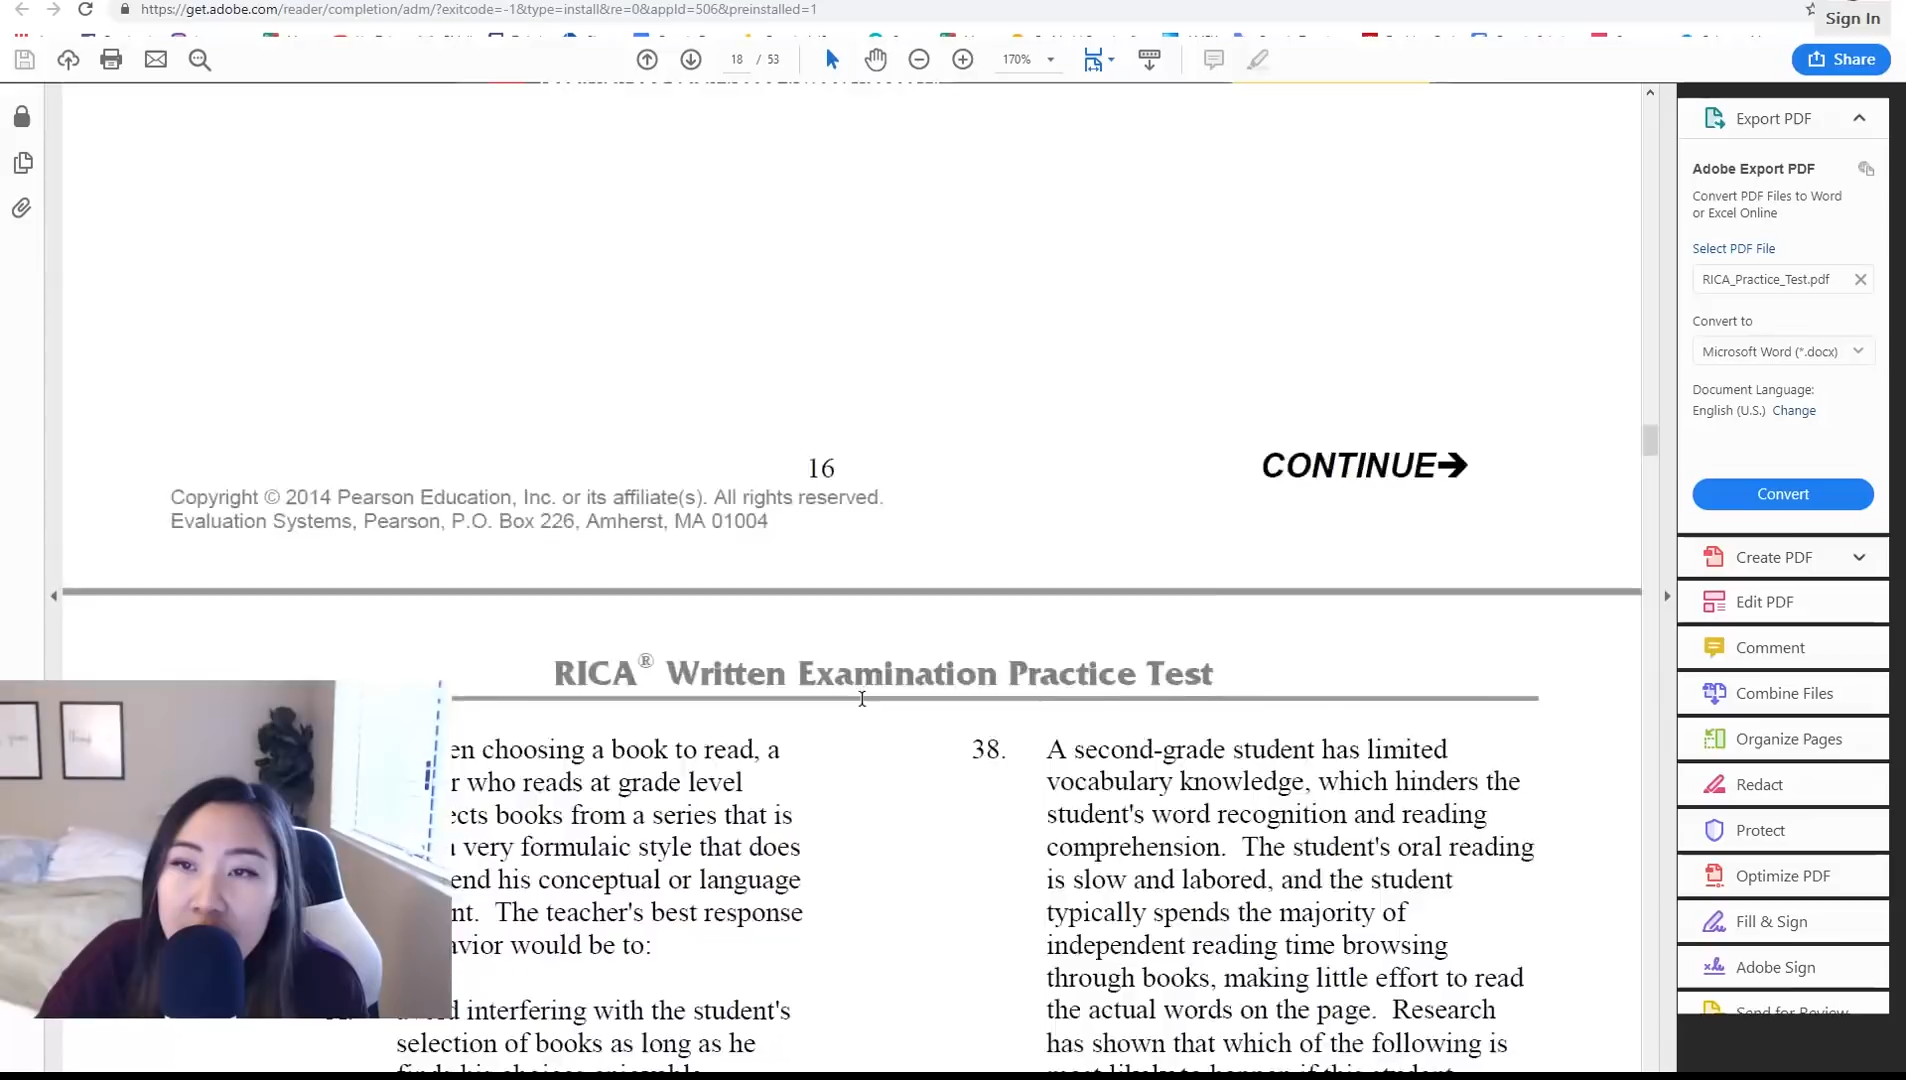 https://get.adobe.com/reader/completion/adm/?exitcode=-1&type=install&re=0&appId=506&preinstalled=1
Sign In
18 / 53
170%
Share
16
CONTINUE➔
Copyright © 2014 Pearson Education, Inc. or its affiliate(s). All rights reserved.
Evaluation Systems, Pearson, P.O. Box 226, Amherst, MA 01004
RICA® Written Examination Practice Test
en choosing a book to read, a
r who reads at grade level
ects books from a series that is
very formulaic style that does
end his conceptual or language
nt. The teacher's best response
avior would be to:
interfering with the student's
selection of books as long as he
38. A second-grade student has limited
vocabulary knowledge, which hinders the
student's word recognition and reading
comprehension. The student's oral reading
is slow and labored, and the student
typically spends the majority of
independent reading time browsing
through books, making little effort to read
the actual words on the page. Research
has shown that which of the following is
Export PDF
Adobe Export PDF
Convert PDF Files to Word
or Excel Online
Select PDF File
RICA_Practice_Test.pdf
Convert to
Microsoft Word (*.docx)
Document Language:
English (U.S.) Change
Convert
Create PDF
Edit PDF
Comment
Combine Files
Organize Pages
Redact
Protect
Optimize PDF
Fill & Sign
Adobe Sign
Send for Review